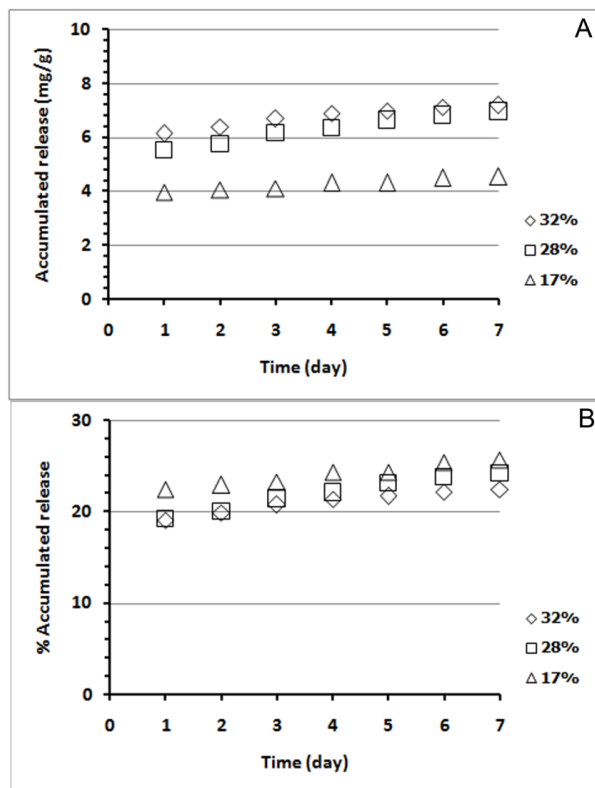 A
10
8
6
4
2
0
Accumulated release (mg/g)
0 1 2 3 4 5 6 7
Time (day)
32%
28%
17%
B
30
20
10
0
% Accumulated release
0 1 2 3 4 5 6 7
Time (day)
32%
28%
17%